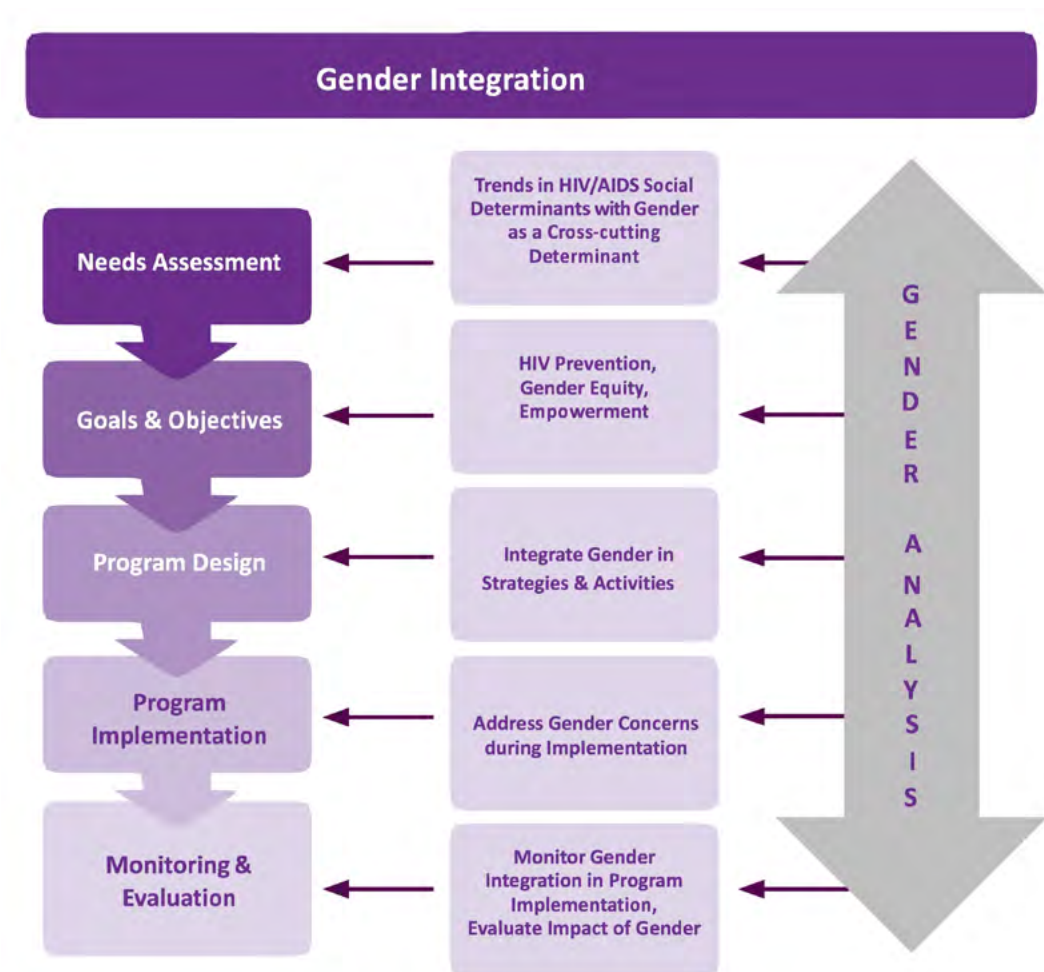 Gender Integration
Needs Assessment
Trends in HIV/AIDS Social
Determinants with Gender
as a Cross-cutting
Determinant
Goals & Objectives
HIV Prevention,
Gender Equity,
Empowerment
Program Design
Integrate Gender in
Strategies & Activities
Program
Implementation
Address Gender Concerns
during Implementation
Monitoring &
Evaluation
Monitor Gender
Integration in Program
Implementation,
Evaluate Impact of Gender
GENDER ANALYSIS